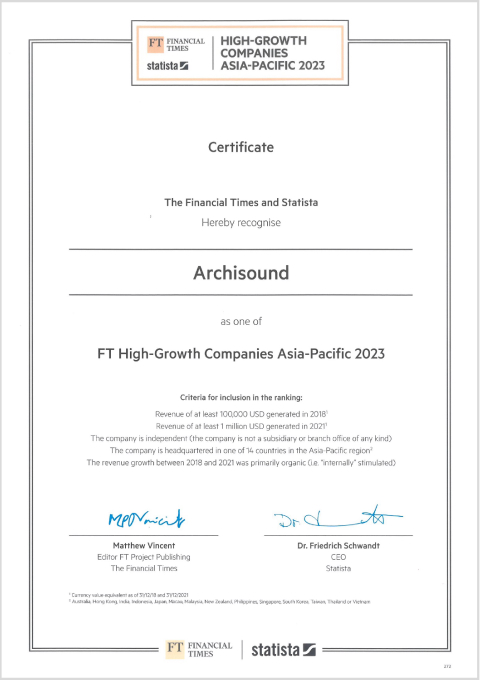 FT FINANCIAL TIMES
statista
HIGH-GROWTH
COMPANIES
ASIA-PACIFIC 2023
Certificate
The Financial Times and Statista
Hereby recognise
Archisound
as one of
FT High-Growth Companies Asia-Pacific 2023
Criteria for inclusion in the ranking:
Revenue of at least 100,000 USD generated in 2018¹
Revenue of at least 1 million USD generated in 2021¹
The company is independent (the company is not a subsidiary or branch office of any kind)
The company is headquartered in one of 14 countries in the Asia-Pacific region²
The revenue growth between 2018 and 2021 was primarily organic (i.e. "internally" stimulated)
Matthew Vincent
Editor FT Project Publishing
The Financial Times
Dr. Friedrich Schwandt
CEO
Statista
¹ Currency value equivalent as of 31/12/18 and 31/12/2021
² Australia, Hong Kong, India, Indonesia, Japan, Macau, Malaysia, New Zealand, Philippines, Singapore, South Korea, Taiwan, Thailand or Vietnam
FT FINANCIAL TIMES
statista